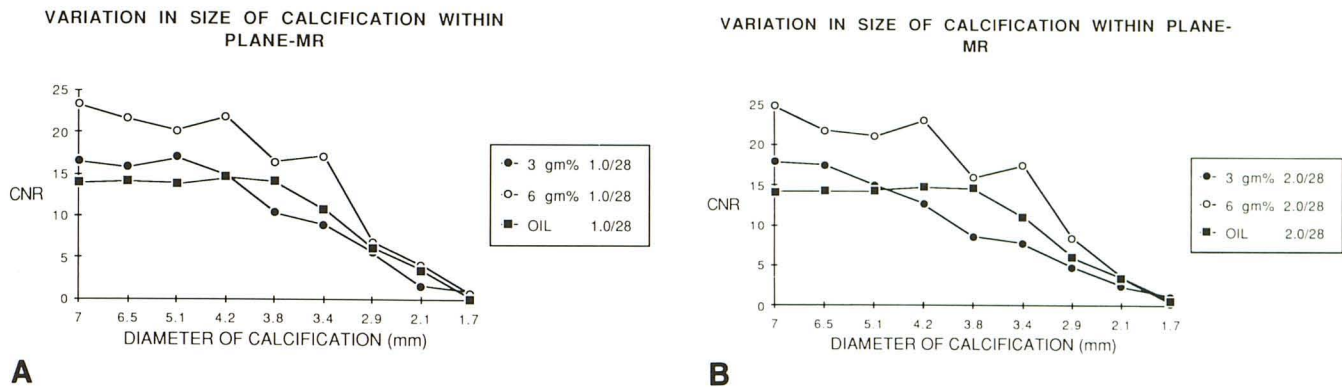 VARIATION IN SIZE OF CALCIFICATION WITHIN
PLANE-MR
25
20
15
10
5
0
CNR
7 6.5 5.1 4.2 3.8 3.4 2.9 2.1 1.7
DIAMETER OF CALCIFICATION (mm)
3 gm% 1.0/28
6 gm% 1.0/28
OIL 1.0/28
A
VARIATION IN SIZE OF CALCIFICATION WITHIN PLANE-
MR
25
20
15
10
5
0
CNR
7 6.5 5.1 4.2 3.8 3.4 2.9 2.1 1.7
DIAMETER OF CALCIFICATION (mm)
3 gm% 2.0/28
6 gm% 2.0/28
OIL 2.0/28
B